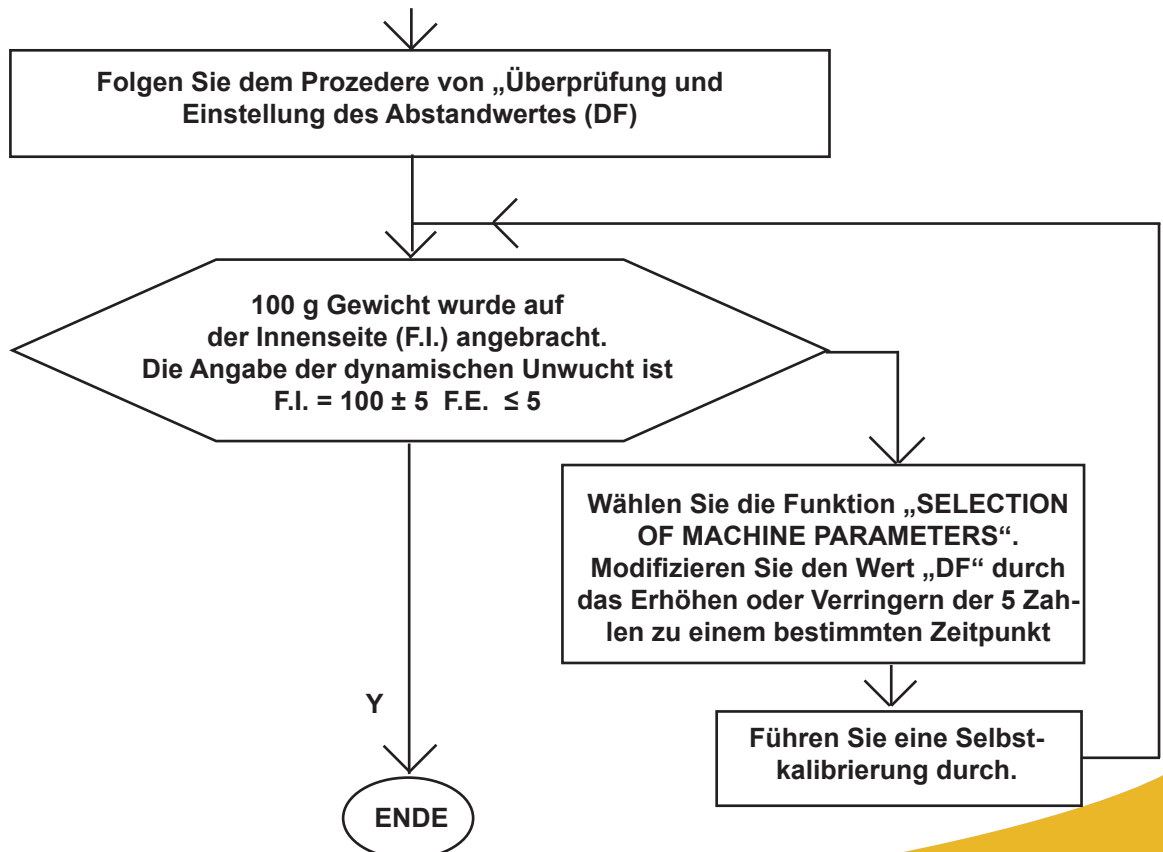 Folgen Sie dem Prozedere von „Überprüfung und
Einstellung des Abstandwertes (DF)
100 g Gewicht wurde auf
der Innenseite (F.I.) angebracht.
Die Angabe der dynamischen Unwucht ist
F.I. = 100 ± 5 F.E. ≤ 5
Wählen Sie die Funktion „SELECTION
OF MACHINE PARAMETERS“.
Modifizieren Sie den Wert „DF“ durch
das Erhöhen oder Verringern der 5 Zah-
len zu einem bestimmten Zeitpunkt
Y
Führen Sie eine Selbst-
kalibrierung durch.
ENDE